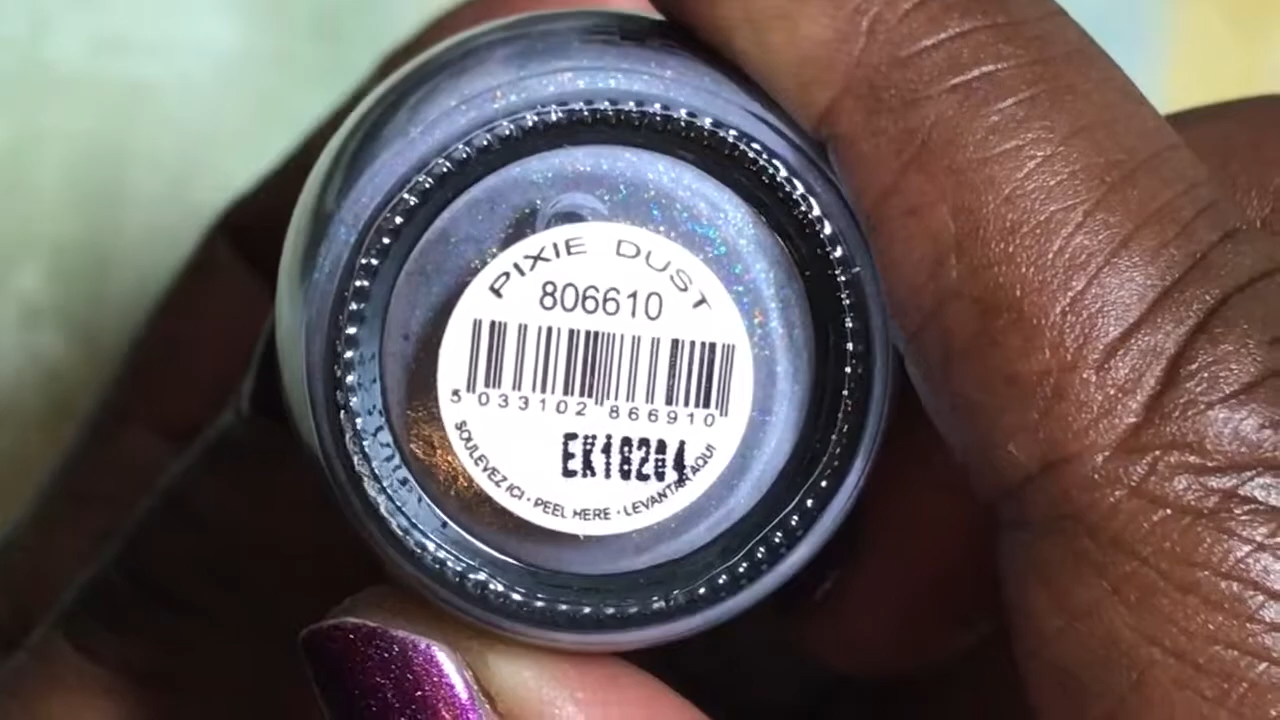 PIXIE DUST
806610
5 033102 866910
EK18204
SOULEVEZ ICI • PEEL HERE • LEVANTAR AQUI